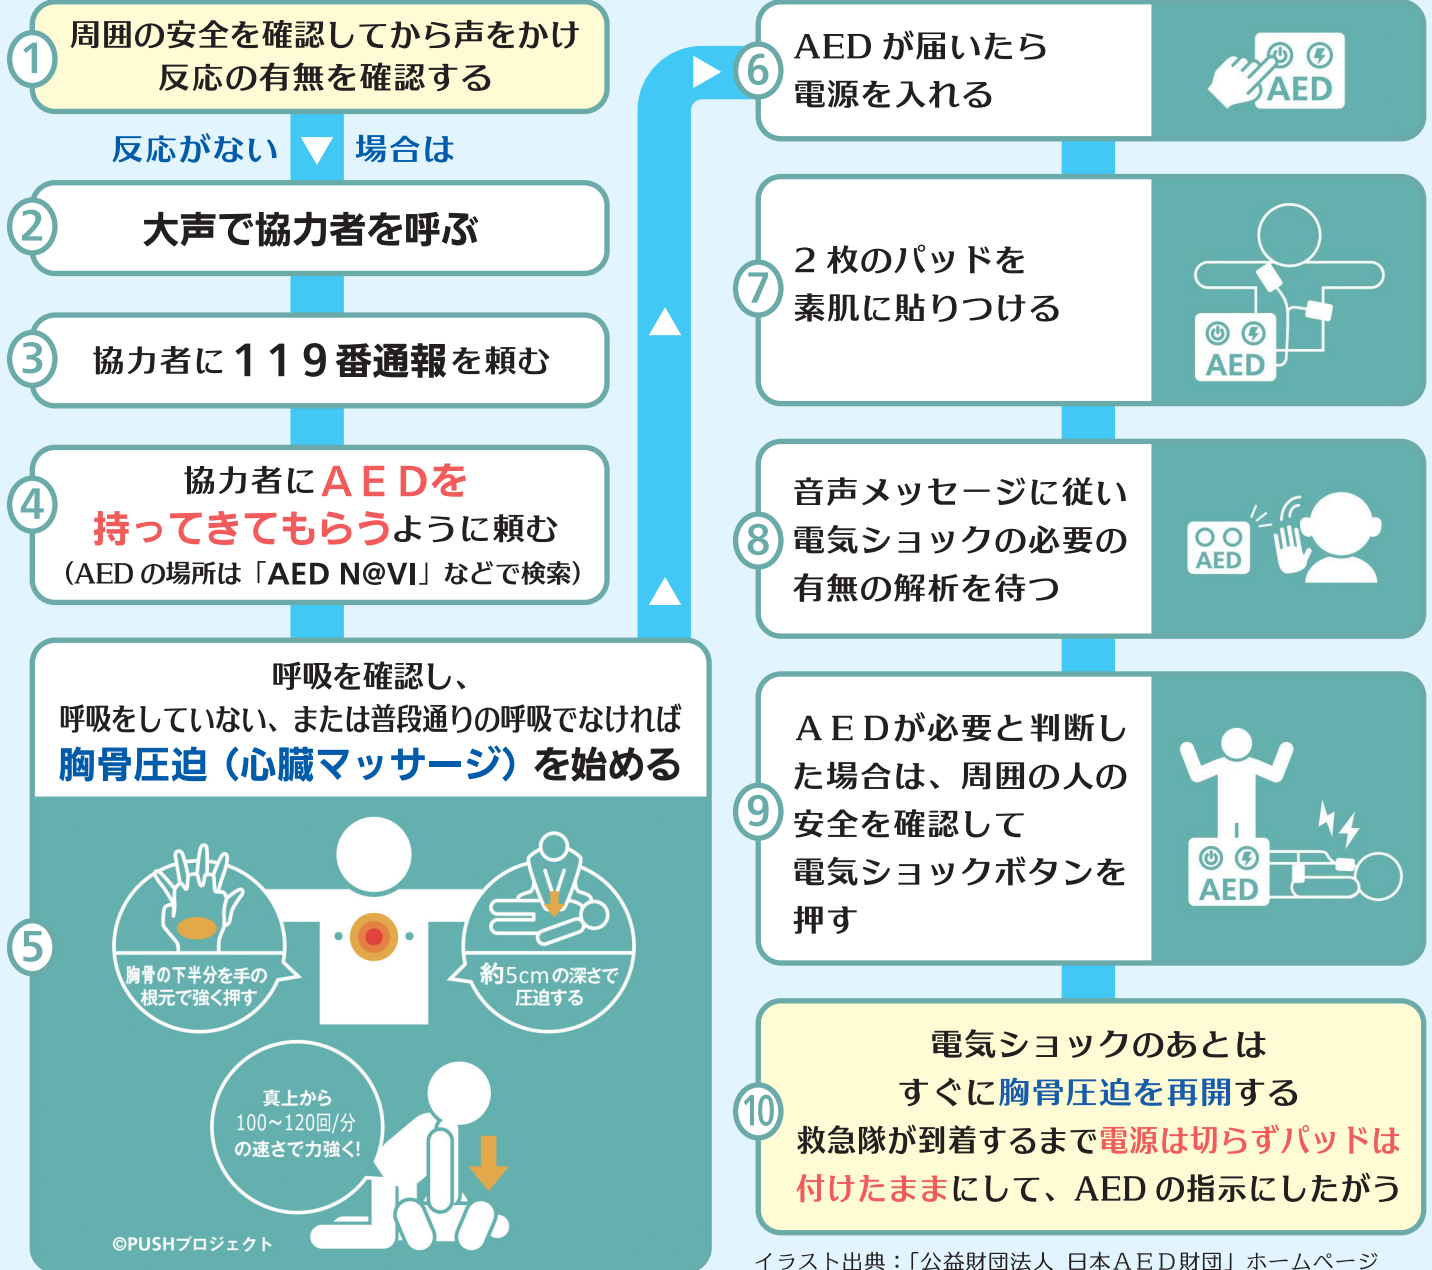 1
周囲の安全を確認してから声をかけ
反応の有無を確認する
反応がない 場合は
2
大声で協力者を呼ぶ
3
協力者に119番通報を頼む
4
協力者にAEDを
持ってきてもらうように頼む
(AEDの場所は「AED N@VI」などで検索)
5
呼吸を確認し、
呼吸をしていない、または普段通りの呼吸でなければ
胸骨圧迫(心臓マッサージ)を始める
胸骨の下半分を手の
根元で強く押す
約5cmの深さで
圧迫する
真上から
100~120回/分
の速さで力強く!
©PUSHプロジェクト
6
AEDが届いたら
電源を入れる
AED
7
2枚のパッドを
素肌に貼りつける
AED
8
音声メッセージに従い
電気ショックの必要の
有無の解析を待つ
AED
9
AEDが必要と判断し
た場合は、周囲の人の
安全を確認して
電気ショックボタンを
押す
AED
10
電気ショックのあとは
すぐに胸骨圧迫を再開する
救急隊が到着するまで電源は切らずパッドは
付けたままにして、AEDの指示にしたがう
イラスト出典:「公益財団法人 日本AED財団」ホームページ